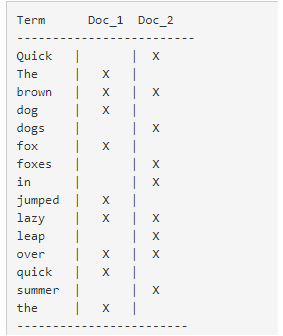 Term      Doc_1  Doc_2
-------------------------
Quick   |       |  X
The     |   X   |
brown   |   X   |  X
dog     |   X   |
dogs    |       |  X
fox     |   X   |
foxes   |       |  X
in      |       |  X
jumped  |   X   |
lazy    |   X   |  X
leap    |       |  X
over    |   X   |  X
quick   |   X   |
summer  |       |  X
the     |   X   |
------------------------